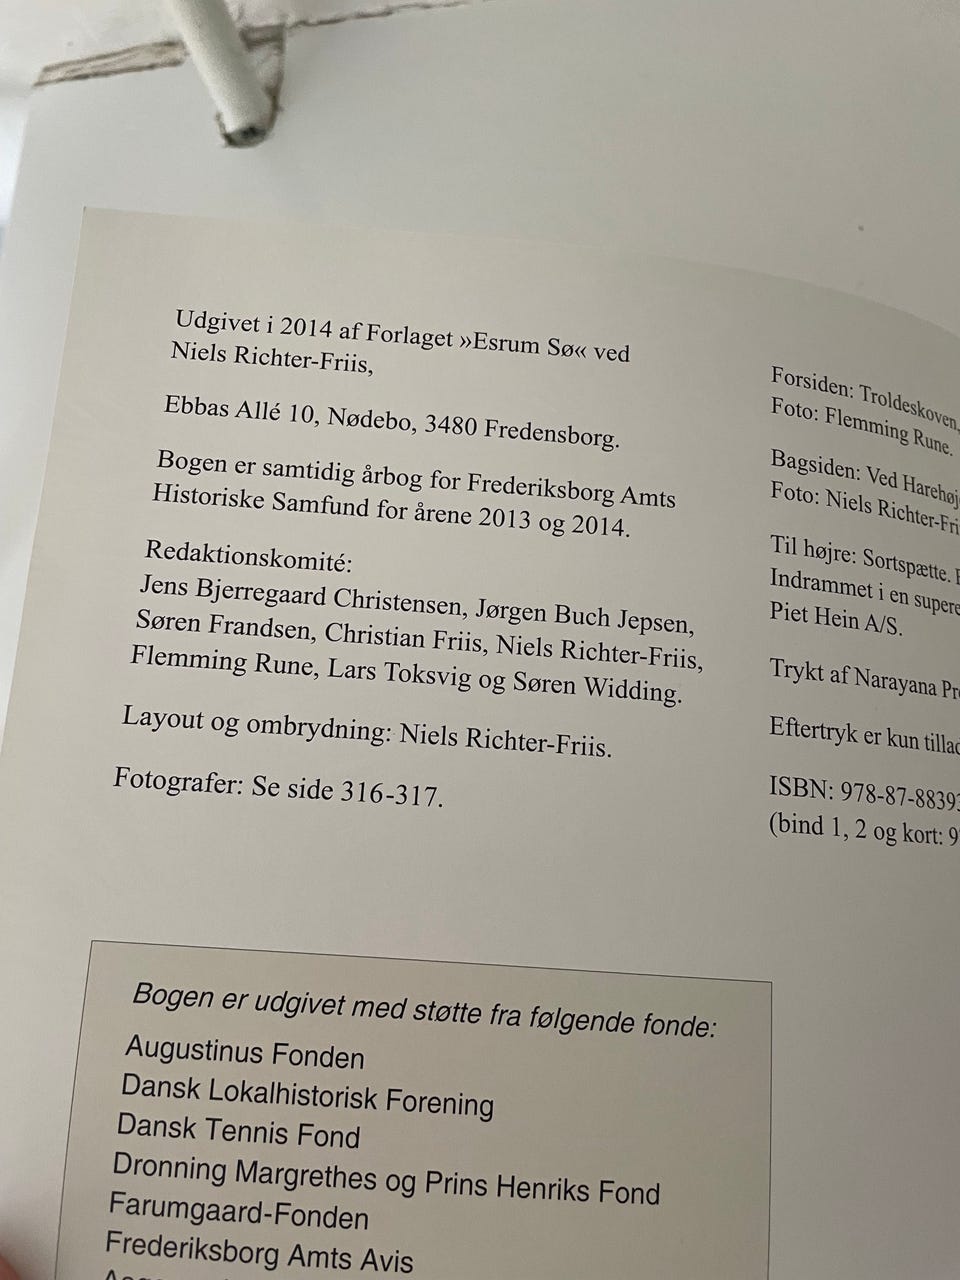 Udgivet i 2014 af Forlaget »Esrum Sø« ved
Niels Richter-Friis,
Ebbas Allé 10, Nødebo, 3480 Fredensborg.
Bogen er samtidig årbog for Frederiksborg Amts
Historiske Samfund for årene 2013 og 2014.
Redaktionskomité:
Jens Bjerregaard Christensen, Jørgen Buch Jepsen,
Søren Frandsen, Christian Friis, Niels Richter-Friis,
Flemming Rune, Lars Toksvig og Søren Widding.
Layout og ombrydning: Niels Richter-Friis.
Fotografer: Se side 316-317.
Forsiden: Troldeskoven,
Foto: Flemming Rune.
Bagsiden: Ved
Foto: Niels
Til højre: Sortspætte.
Indrammet i en
Piet Hein A/S.
Trykt af Narayana
Eftertryk er kun
ISBN:
(bind 1, 2 og kort:
Bogen er udgivet med støtte fra følgende fonde:
Augustinus Fonden
Dansk Lokalhistorisk Forening
Dansk Tennis Fond
Dronning Margrethes og Prins Henriks Fond
Farumgaard-Fonden
Frederiksborg Amts Avis